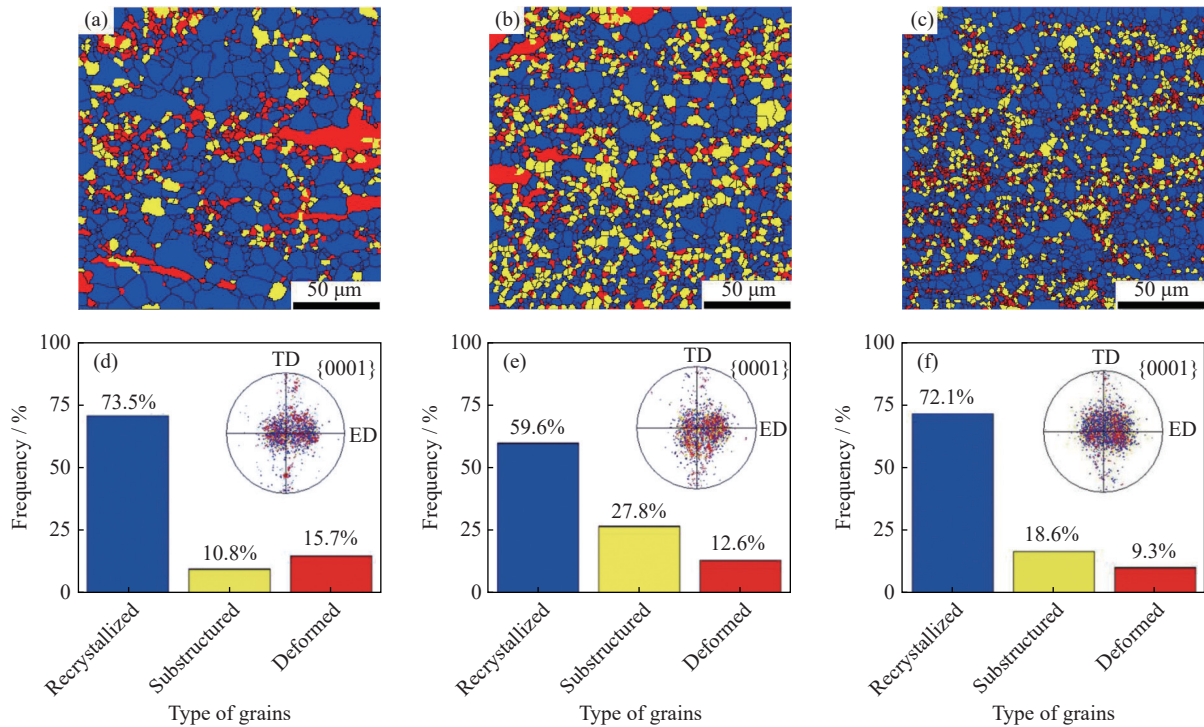 (a)
50 μm
(b)
50 μm
(c)
50 μm
(d)
Frequency / %
100
75
50
25
0
73.5%
10.8%
15.7%
TD
{0001}
ED
Recrystallized
Substructured
Deformed
Type of grains
(e)
Frequency / %
100
75
50
25
0
59.6%
27.8%
12.6%
TD
{0001}
ED
Recrystallized
Substructured
Deformed
Type of grains
(f)
Frequency / %
100
75
50
25
0
72.1%
18.6%
9.3%
TD
{0001}
ED
Recrystallized
Substructured
Deformed
Type of grains